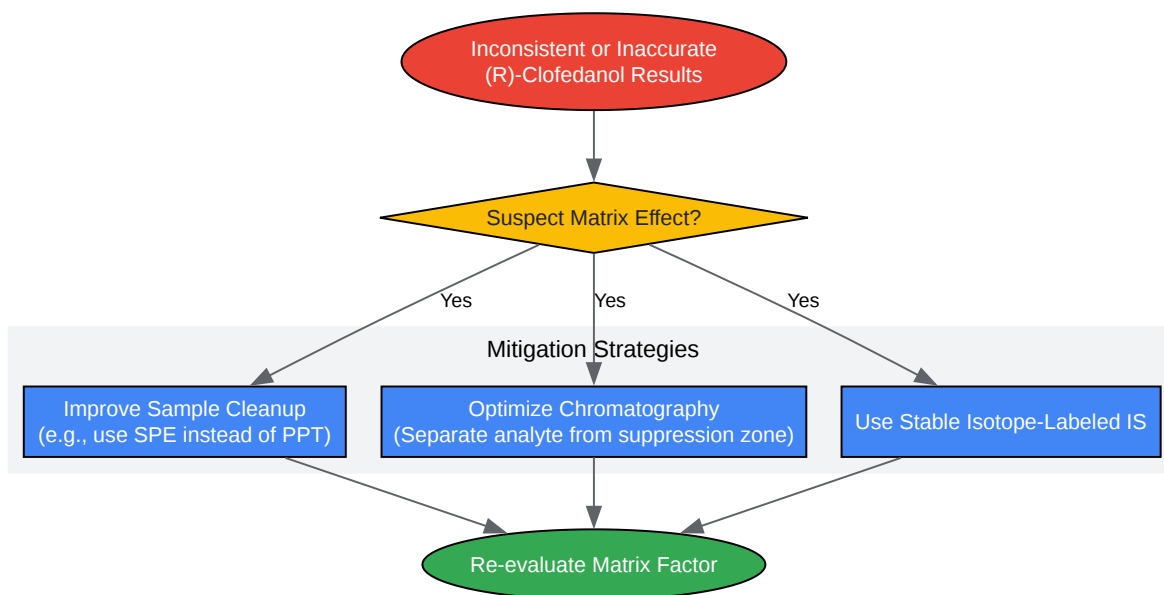 Inconsistent or Inaccurate
(R)-Clofedanol Results
Suspect Matrix Effect?
Yes
Yes
Yes
Mitigation Strategies
Improve Sample Cleanup
(e.g., use SPE instead of PPT)
Optimize Chromatography
(Separate analyte from suppression zone)
Use Stable Isotope-Labeled IS
Re-evaluate Matrix Factor